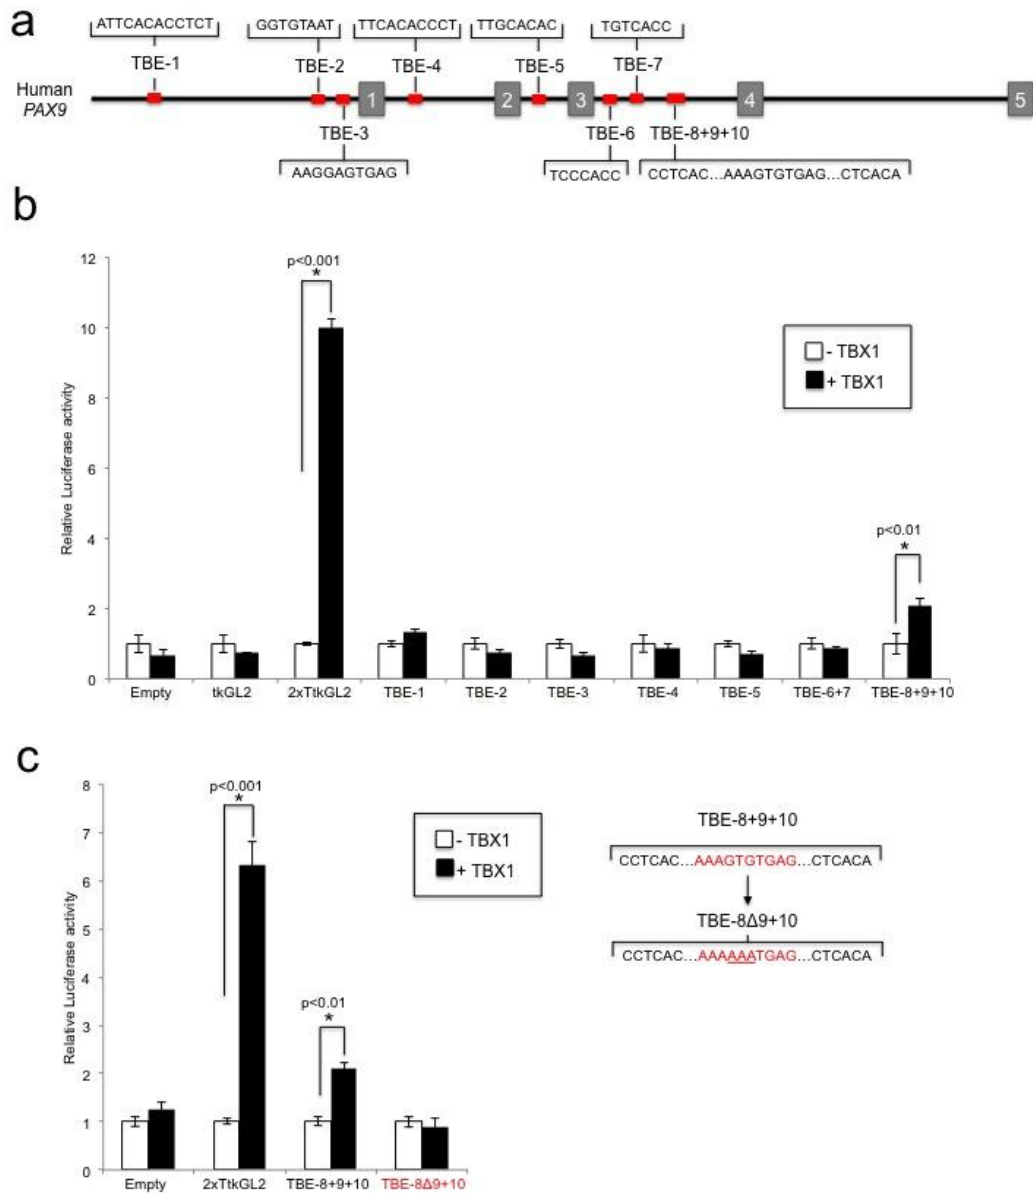 a
ATTCACACCTCT GGTGTAAT TTCACACCCT TTGCACAC TGTCACC
TBE-1 TBE-2 TBE-4 TBE-5 TBE-7
Human
PAX9
1 2 3 4 5
TBE-3 TBE-6 TBE-8+9+10
AAGGAGTGAG TCCCACC CCTCAC...AAAGTGTGAG...CTCACA
b
Relative Luciferase activity
12
10
8
6
4
2
0
p<0.001
*
- TBX1
+ TBX1
p<0.01
*
Empty tkGL2 2xTtkGL2 TBE-1 TBE-2 TBE-3 TBE-4 TBE-5 TBE-6+7 TBE-8+9+10
c
Relative Luciferase activity
8
7
6
5
4
3
2
1
0
p<0.001
*
p<0.01
*
- TBX1
+ TBX1
Empty 2xTtkGL2 TBE-8+9+10 TBE-8Δ9+10
TBE-8+9+10
CCTCAC...AAAGTGTGAG...CTCACA
TBE-8Δ9+10
CCTCAC...AAAAAATGAG...CTCACA